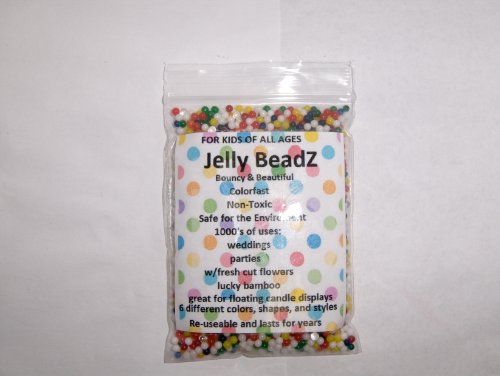 FOR KIDS OF ALL AGES
Jelly BeadZ
Bouncy & Beautiful
Colorfast
Non-Toxic
Safe for the Enviroment
1000's of uses:
weddings
parties
w/fresh cut flowers
lucky bamboo
great for floating candle displays
6 different colors, shapes, and styles
Re-useable and lasts for years